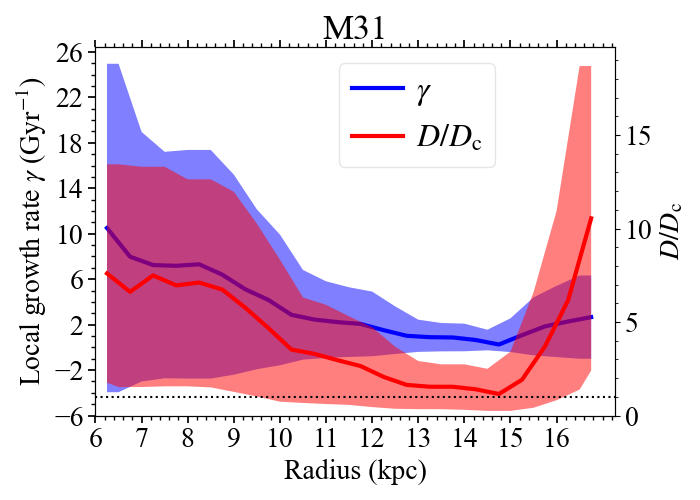 M31
Local growth rate γ (Gyr⁻¹)
26
22
18
14
10
6
2
−2
−6
γ
D/Dc
15
10
5
0
D/Dc
6 7 8 9 10 11 12 13 14 15 16
Radius (kpc)